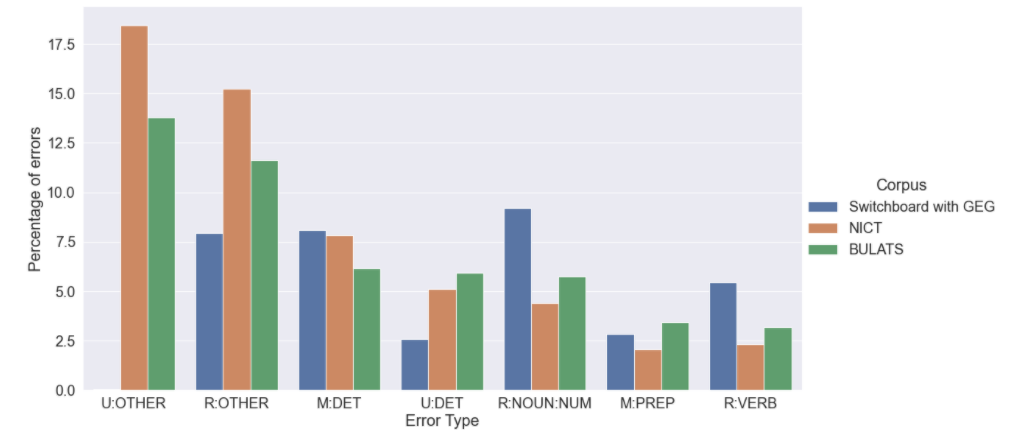 17.5
15.0
12.5
10.0
7.5
5.0
2.5
0.0
Percentage of errors
U:OTHER R:OTHER M:DET U:DET R:NOUN:NUM M:PREP R:VERB
Error Type
Corpus
Switchboard with GEG
NICT
BULATS